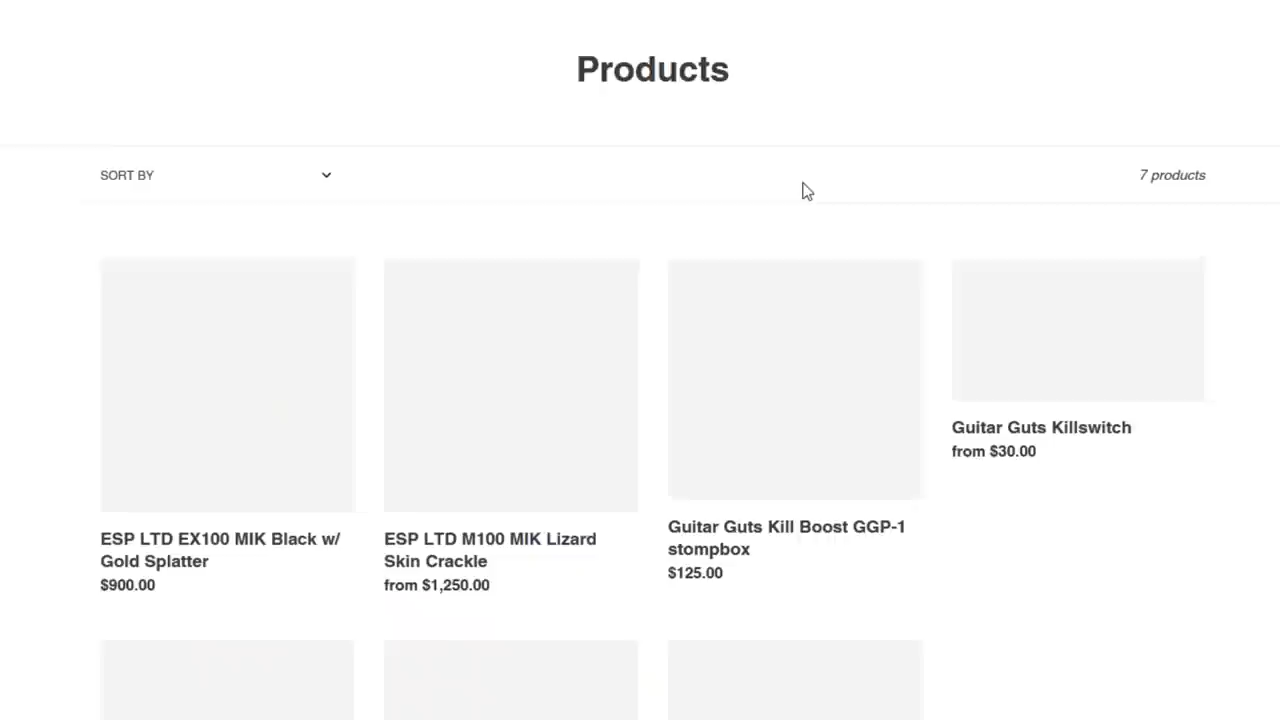 Products
SORT BY
7 products
ESP LTD EX100 MIK Black w/
Gold Splatter
$900.00
ESP LTD M100 MIK Lizard
Skin Crackle
from $1,250.00
Guitar Guts Kill Boost GGP-1
stompbox
$125.00
Guitar Guts Killswitch
from $30.00